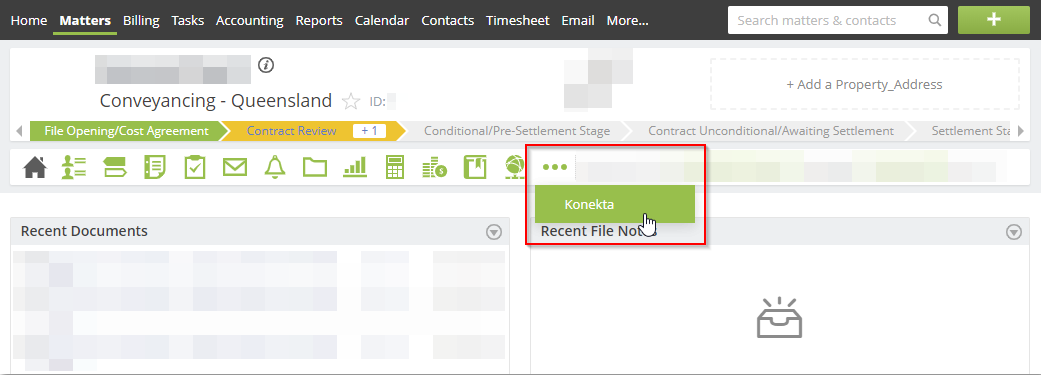 Home Matters Billing Tasks Accounting Reports Calendar Contacts Timesheet Email More... Search matters & contacts +
+ Add a Property_Address
Conveyancing - Queensland ID:
File Opening/Cost Agreement Contract Review + 1 Conditional/Pre-Settlement Stage Contract Unconditional/Awaiting Settlement Settlement Sta
Konekta
Recent Documents Recent File Notes